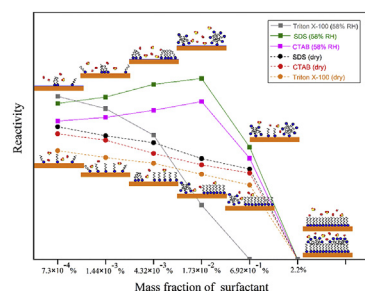 Triton X-100 (58% RH)
SDS (58% RH)
CTAB (58% RH)
SDS (dry)
CTAB (dry)
Triton X-100 (dry)
Reactivity
7.3×10⁻⁴ % 1.44×10⁻³ % 4.32×10⁻³ % 1.73×10⁻² % 6.92×10⁻¹ % 2.2%
Mass fraction of surfactant